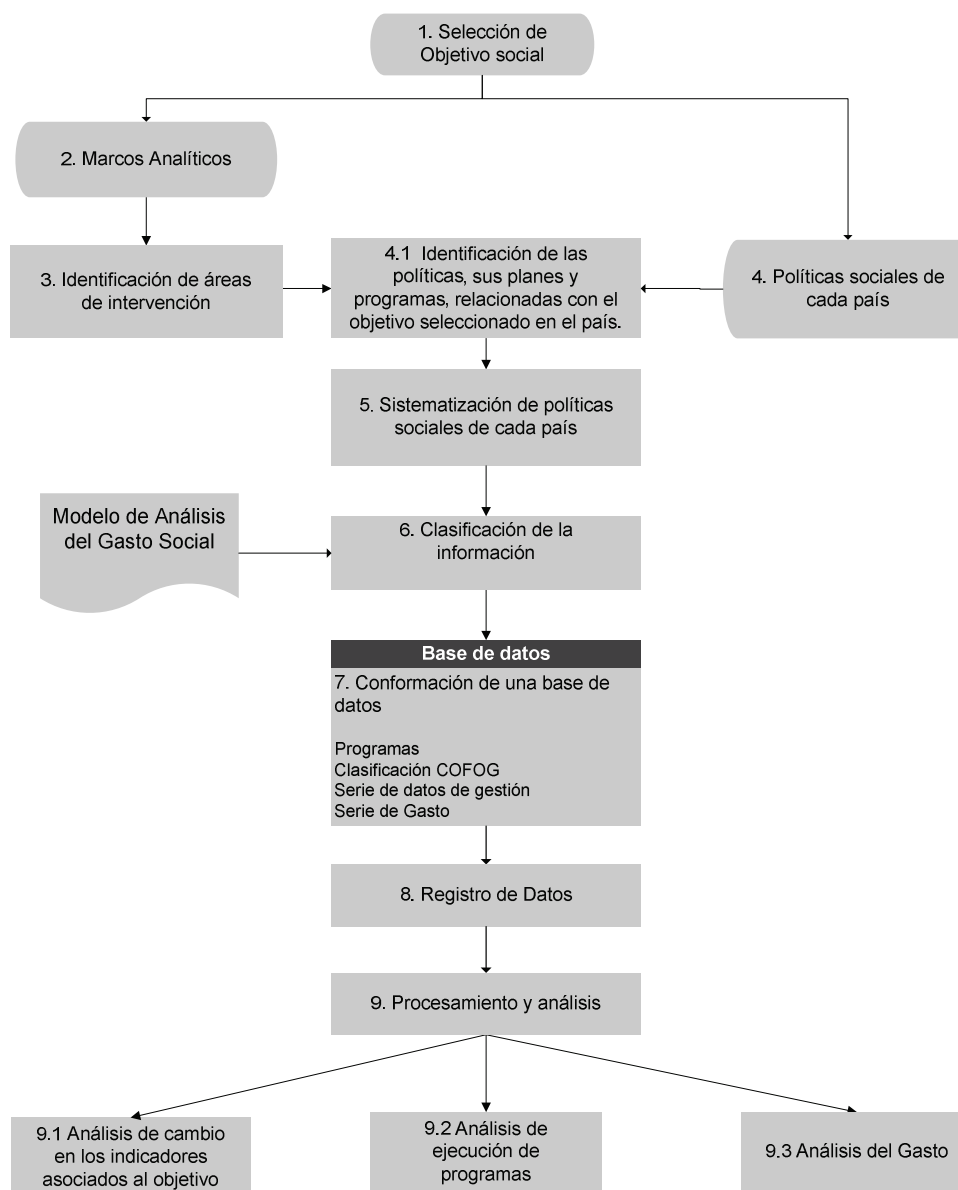 1. Selección de
Objetivo social
2. Marcos Analíticos
3. Identificación de áreas
de intervención
4.1 Identificación de las
políticas, sus planes y
programas, relacionadas con el
objetivo seleccionado en el país.
4. Políticas sociales de
cada país
5. Sistematización de políticas
sociales de cada país
Modelo de Análisis
del Gasto Social
6. Clasificación de la
información
Base de datos
7. Conformación de una base de
datos
Programas
Clasificación COFOG
Serie de datos de gestión
Serie de Gasto
8. Registro de Datos
9. Procesamiento y análisis
9.1 Análisis de cambio
en los indicadores
asociados al objetivo
9.2 Análisis de
ejecución de
programas
9.3 Análisis del Gasto